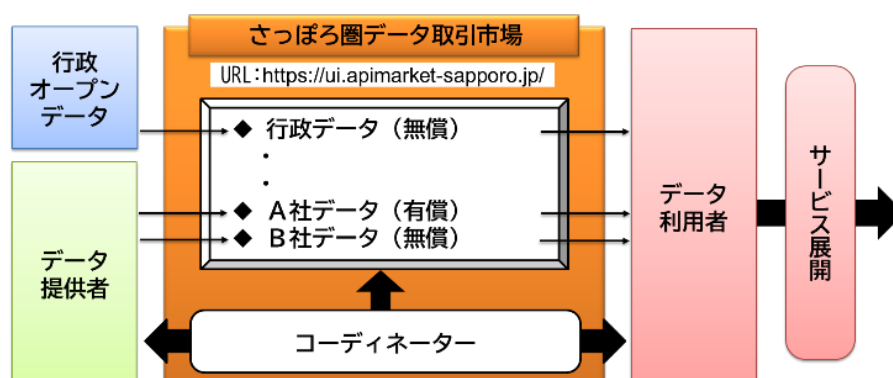 さっぽろ圏データ取引市場
URL:https://ui.apimarket-sapporo.jp/
行政
オープン
データ
◆ 行政データ（無償）
・
・
◆ A社データ（有償）
◆ B社データ（無償）
データ
提供者
コーディネーター
データ
利用者
サービス展開